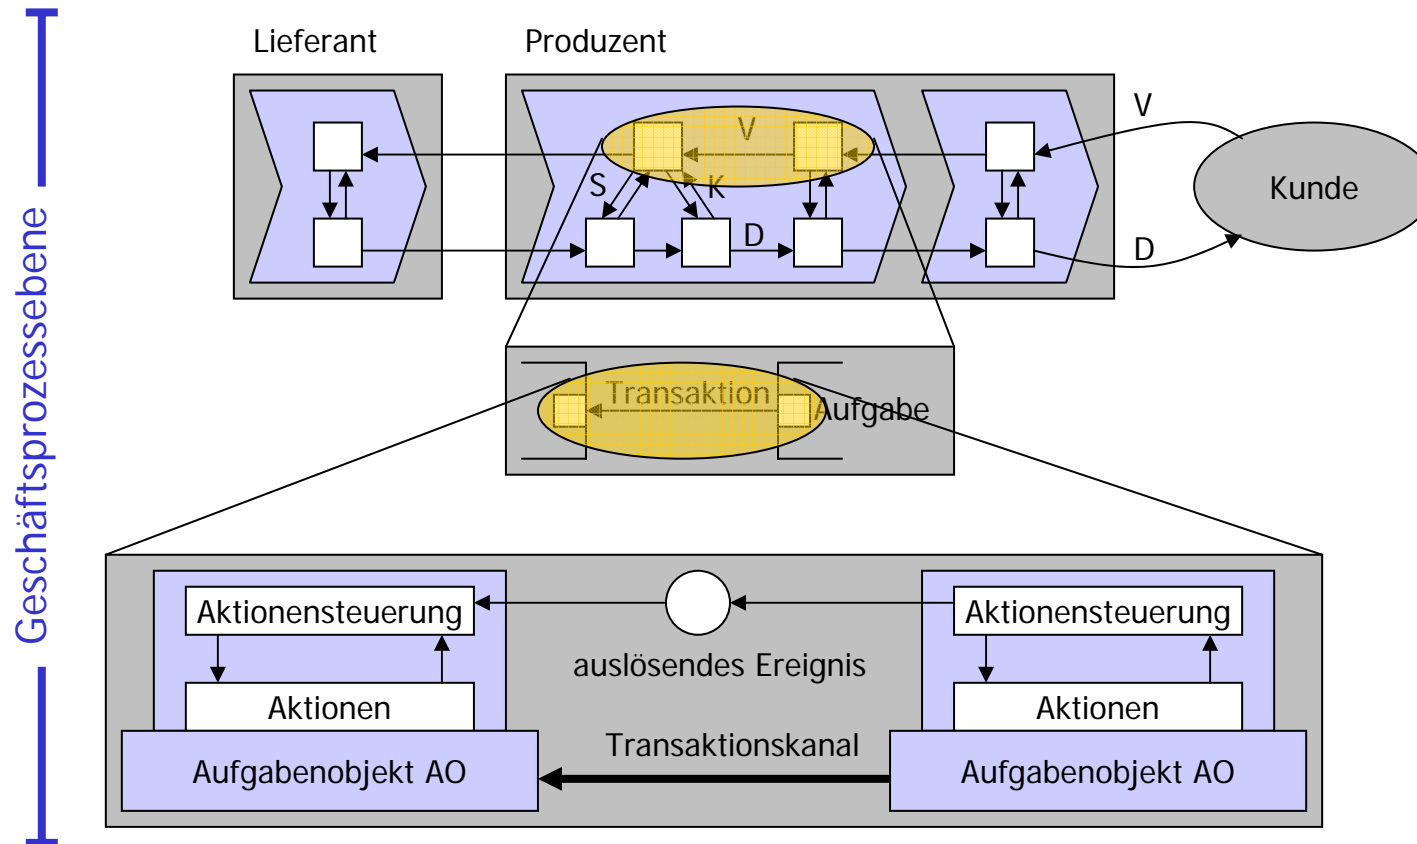 Geschäftsprozessebene
Lieferant
Produzent
V
V
S
K
D
Kunde
D
Transaktion
Aufgabe
Aktionensteuerung
Aktionensteuerung
auslösendes Ereignis
Aktionen
Aktionen
Transaktionskanal
Aufgabenobjekt AO
Aufgabenobjekt AO